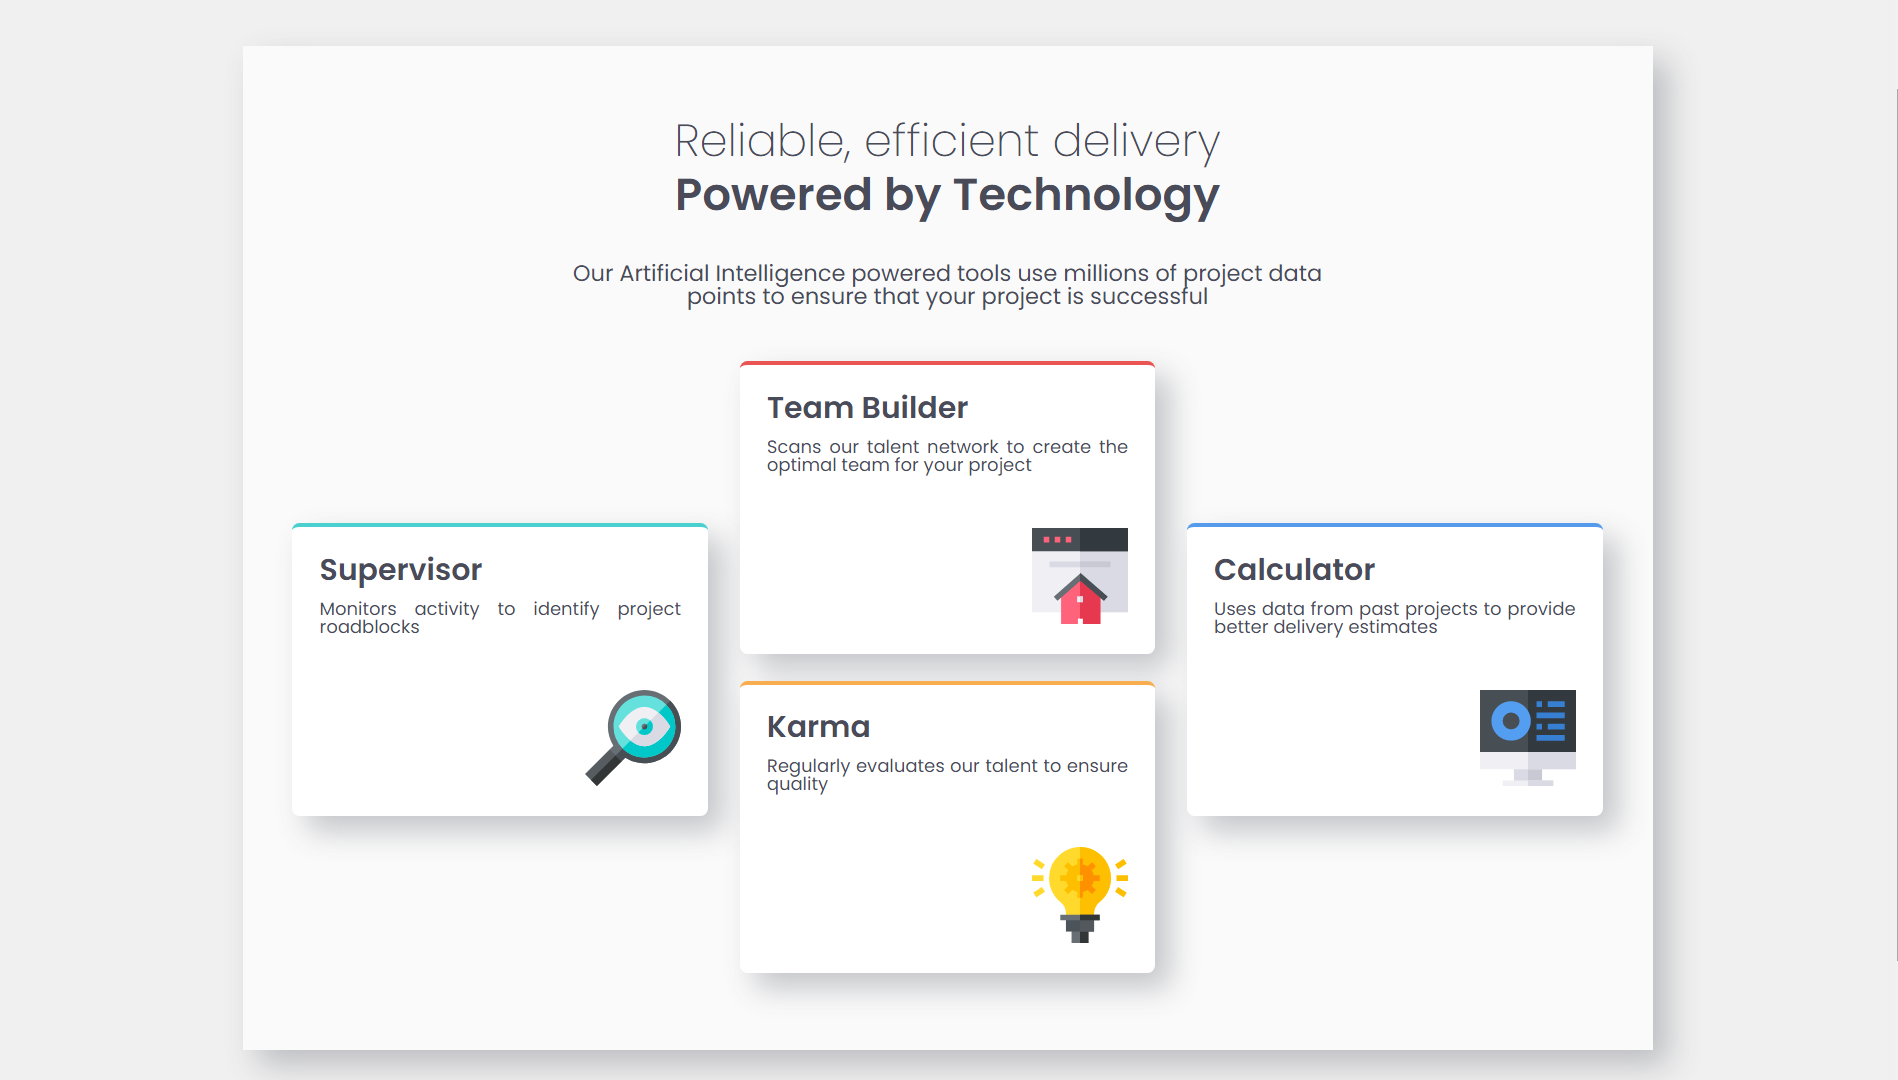 Reliable, efficient delivery
Powered by Technology
Our Artificial Intelligence powered tools use millions of project data
points to ensure that your project is successful
Team Builder
Scans our talent network to create the
optimal team for your project
Supervisor
Monitors activity to identify project
roadblocks
Calculator
Uses data from past projects to provide
better delivery estimates
Karma
Regularly evaluates our talent to ensure
quality